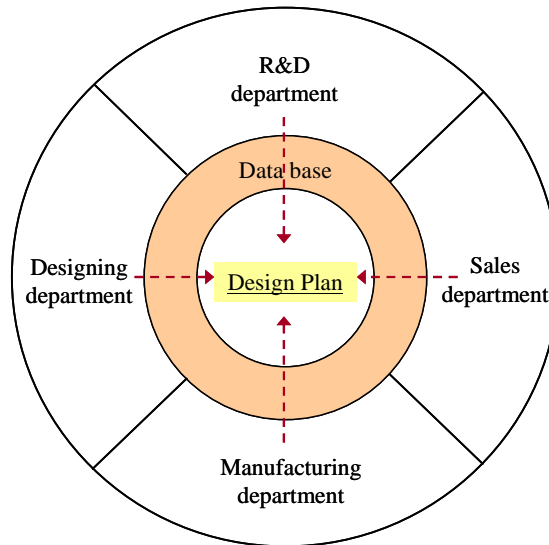 R&D
department
Data base
Designing
department
Design Plan
Sales
department
Manufacturing
department